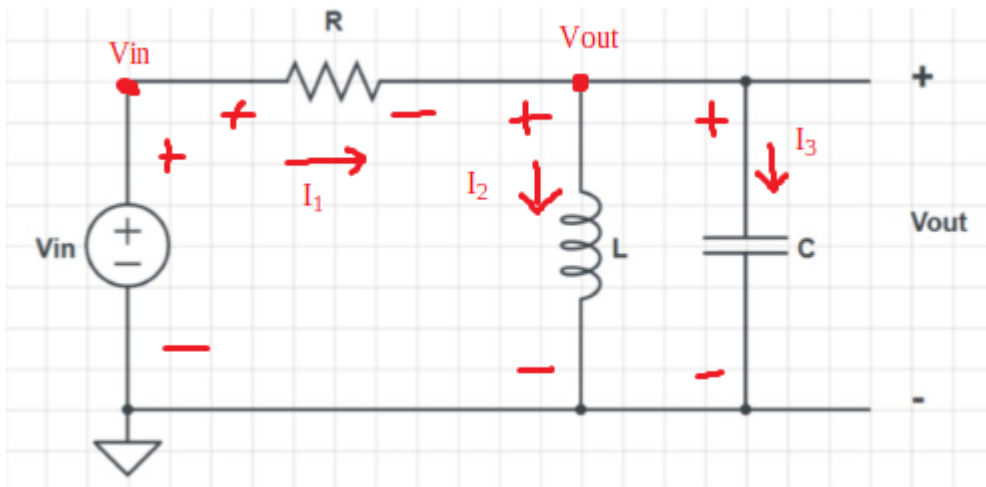 R
Vin
Vout
+
+ - + +
+
I₁
I₂
I₃
Vin
+
-
L
C
Vout
-
- -
-